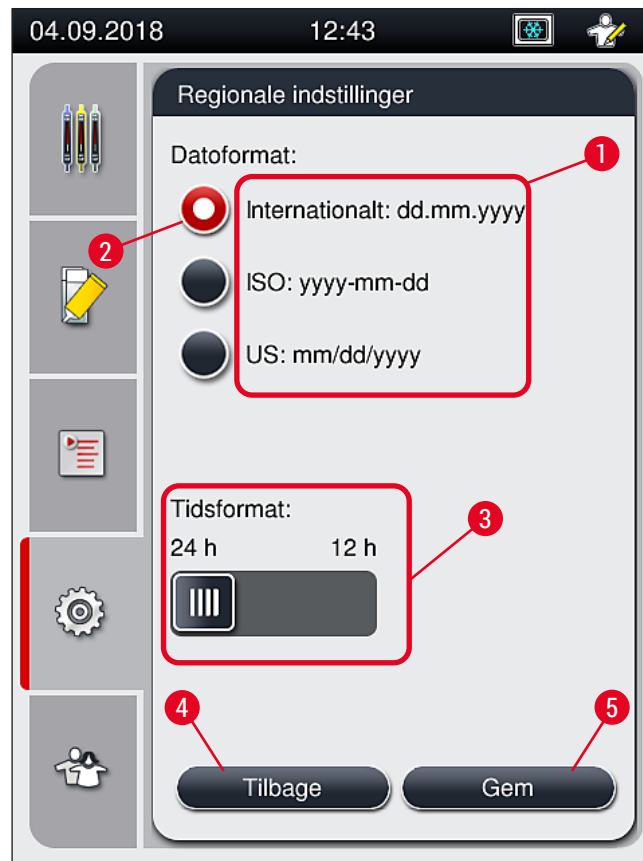 04.09.2018 12:43
Regionale indstillinger
Datoformat:
1
Internationalt: dd.mm.yyyy
2
ISO: yyyy-mm-dd
US: mm/dd/yyyy
Tidsformat:
3
24 h 12 h
4
5
Tilbage
Gem